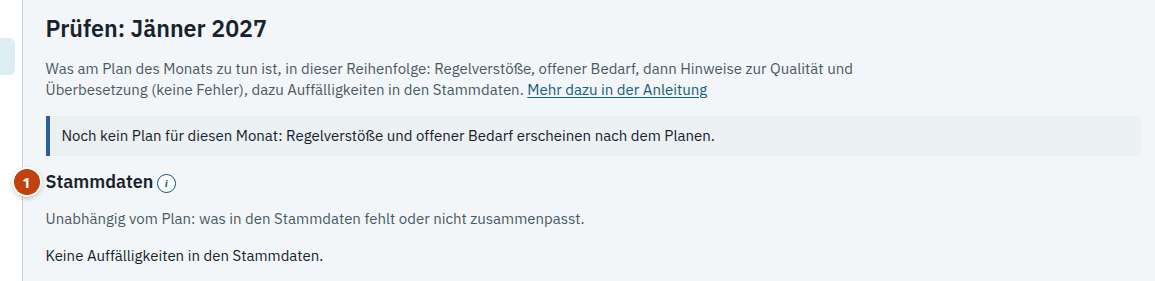 Prüfen: Jänner 2027
Was am Plan des Monats zu tun ist, in dieser Reihenfolge: Regelverstöße, offener Bedarf, dann Hinweise zur Qualität und
Überbesetzung (keine Fehler), dazu Auffälligkeiten in den Stammdaten. Mehr dazu in der Anleitung
Noch kein Plan für diesen Monat: Regelverstöße und offener Bedarf erscheinen nach dem Planen.
1 Stammdaten i
Unabhängig vom Plan: was in den Stammdaten fehlt oder nicht zusammenpasst.
Keine Auffälligkeiten in den Stammdaten.